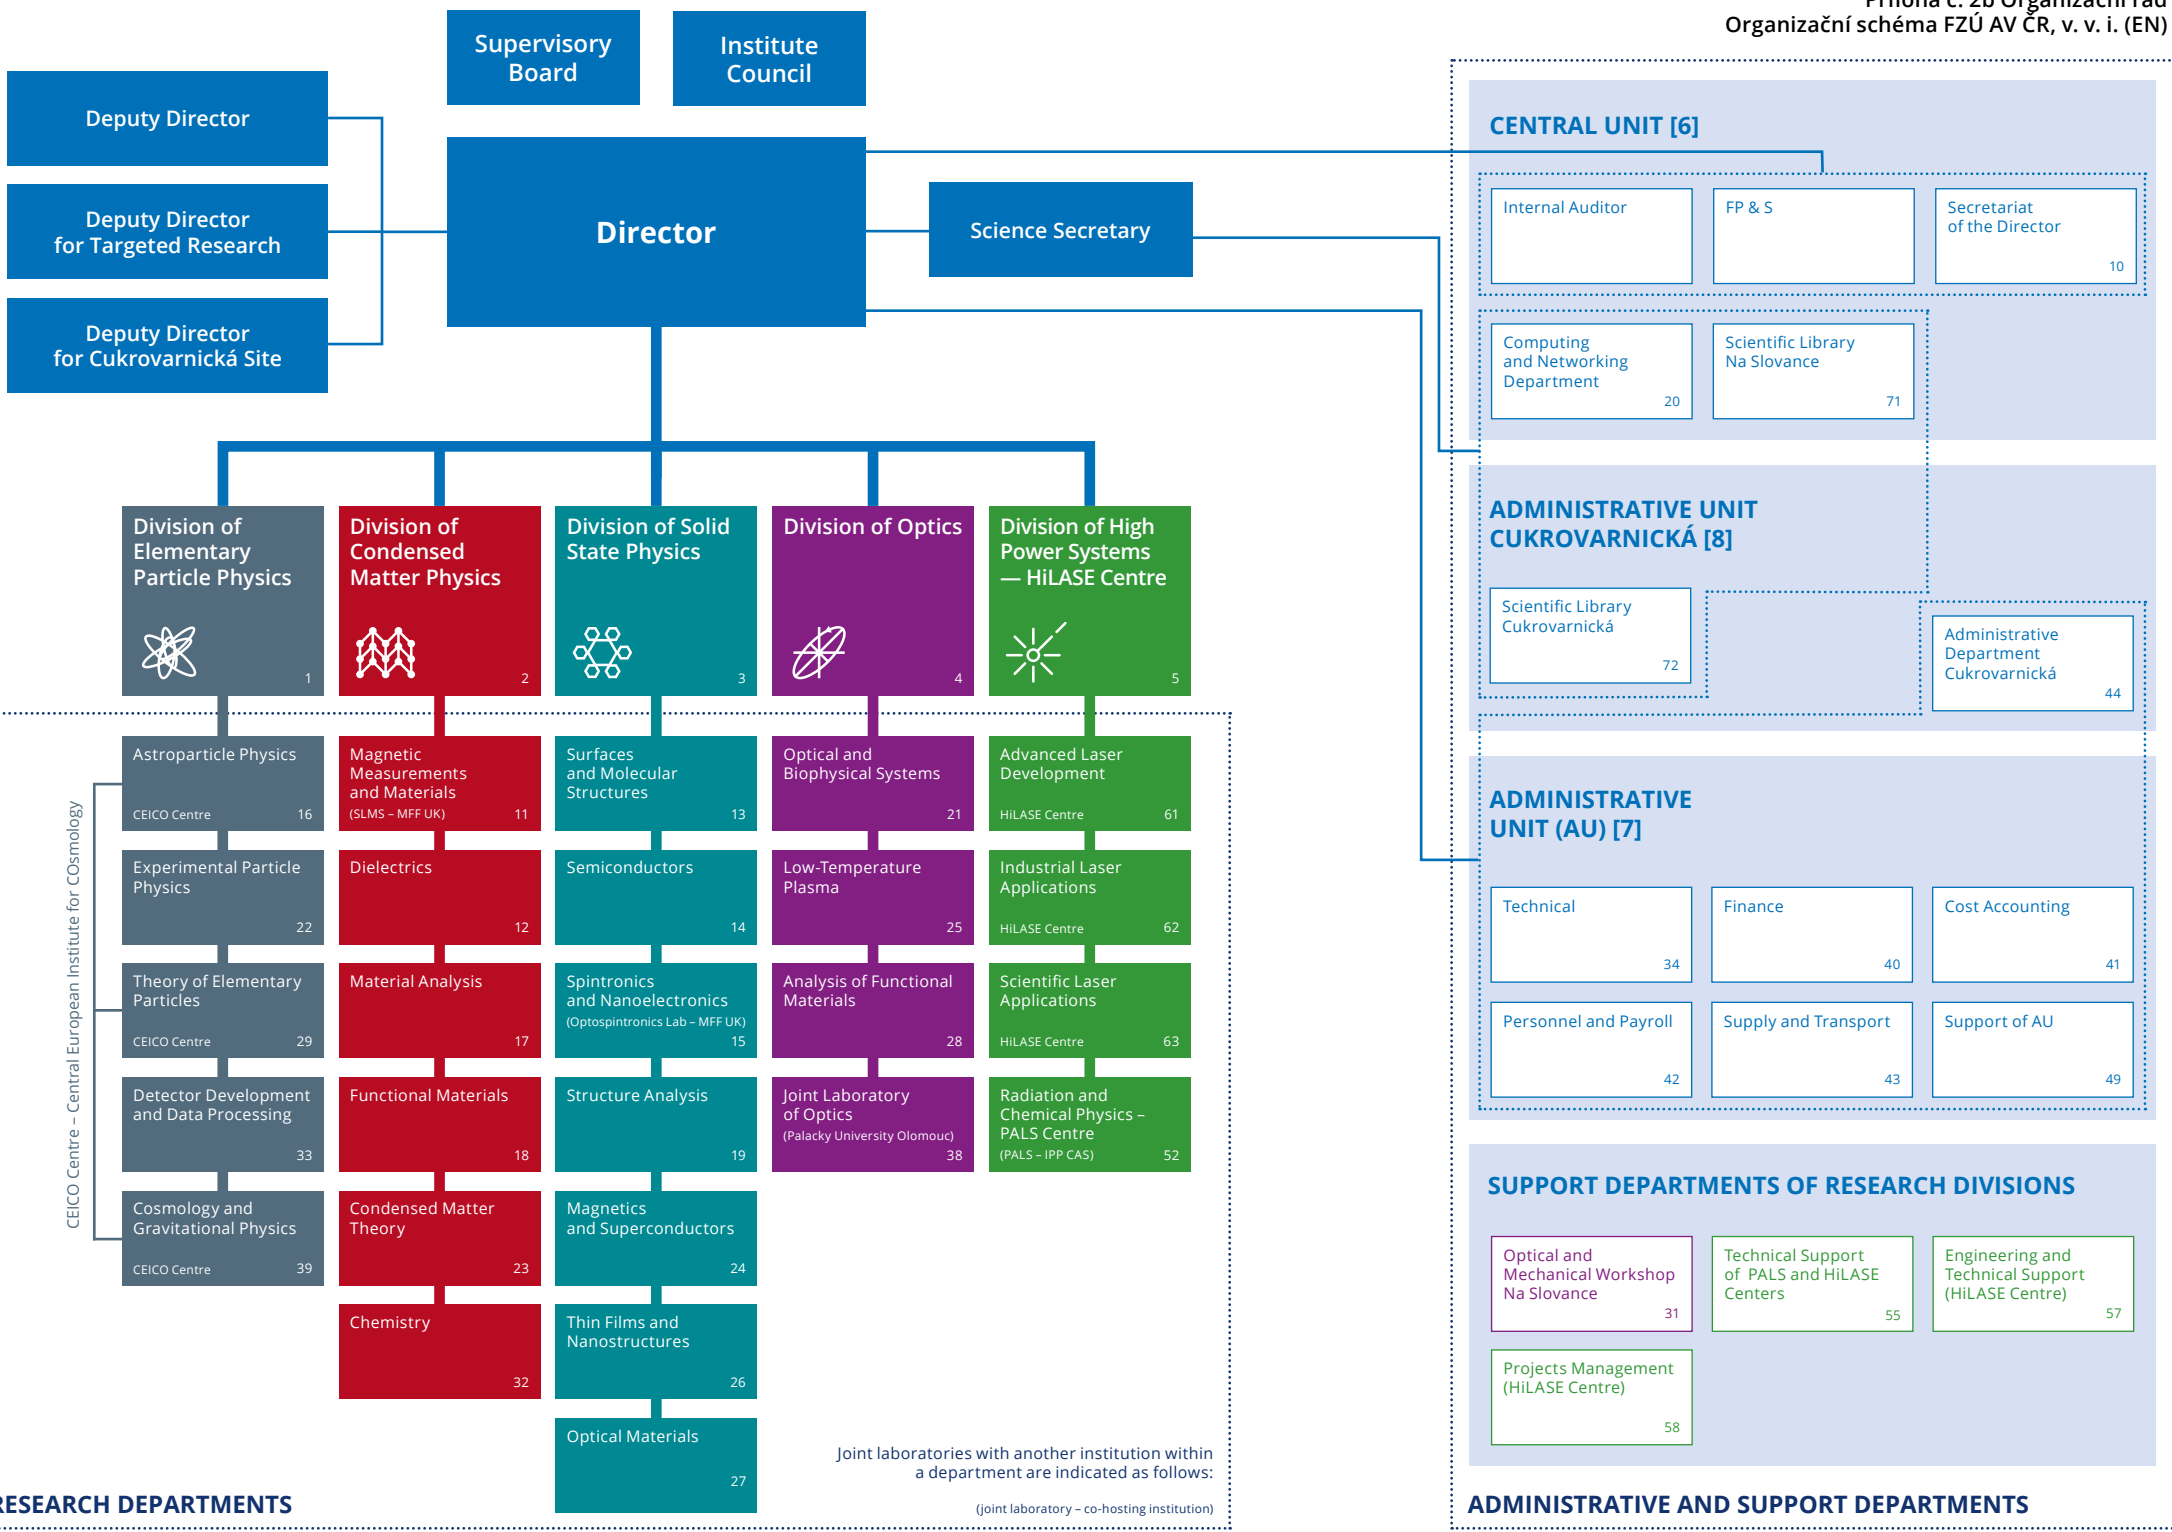 Příloha č. 2b Organizační řád
Organizační schéma FZÚ AV ČR, v. v. i. (EN)
Supervisory
Board
Institute
Council
Deputy Director
Deputy Director
for Targeted Research
Deputy Director
for Cukrovarnická Site
Director
Science Secretary
Division of
Elementary
Particle Physics
1
Division of
Condensed
Matter Physics
2
Division of Solid
State Physics
3
Division of Optics
4
Division of High
Power Systems
— HiLASE Centre
5
CEICO Centre – Central European Institute for COsmology
Astroparticle Physics
CEICO Centre 16
Experimental Particle
Physics
22
Theory of Elementary
Particles
CEICO Centre 29
Detector Development
and Data Processing
33
Cosmology and
Gravitational Physics
CEICO Centre 39
Magnetic
Measurements
and Materials
(SLMS – MFF UK) 11
Dielectrics
12
Material Analysis
17
Functional Materials
18
Condensed Matter
Theory
23
Chemistry
32
Surfaces
and Molecular
Structures
13
Semiconductors
14
Spintronics
and Nanoelectronics
(Optospintronics Lab – MFF UK)
15
Structure Analysis
19
Magnetics
and Superconductors
24
Thin Films and
Nanostructures
26
Optical Materials
27
Optical and
Biophysical Systems
21
Low-Temperature
Plasma
25
Analysis of Functional
Materials
28
Joint Laboratory
of Optics
(Palacky University Olomouc)
38
Advanced Laser
Development
HiLASE Centre 61
Industrial Laser
Applications
HiLASE Centre 62
Scientific Laser
Applications
HiLASE Centre 63
Radiation and
Chemical Physics –
PALS Centre
(PALS – IPP CAS) 52
Joint laboratories with another institution within
a department are indicated as follows:
(joint laboratory – co-hosting institution)
RESEARCH DEPARTMENTS
CENTRAL UNIT [6]
Internal Auditor
FP & S
Secretariat
of the Director
10
Computing
and Networking
Department
20
Scientific Library
Na Slovance
71
ADMINISTRATIVE UNIT
CUKROVARNICKÁ [8]
Scientific Library
Cukrovarnická
72
Administrative
Department
Cukrovarnická
44
ADMINISTRATIVE
UNIT (AU) [7]
Technical
34
Finance
40
Cost Accounting
41
Personnel and Payroll
42
Supply and Transport
43
Support of AU
49
SUPPORT DEPARTMENTS OF RESEARCH DIVISIONS
Optical and
Mechanical Workshop
Na Slovance
31
Technical Support
of PALS and HiLASE
Centers
55
Engineering and
Technical Support
(HiLASE Centre)
57
Projects Management
(HiLASE Centre)
58
ADMINISTRATIVE AND SUPPORT DEPARTMENTS